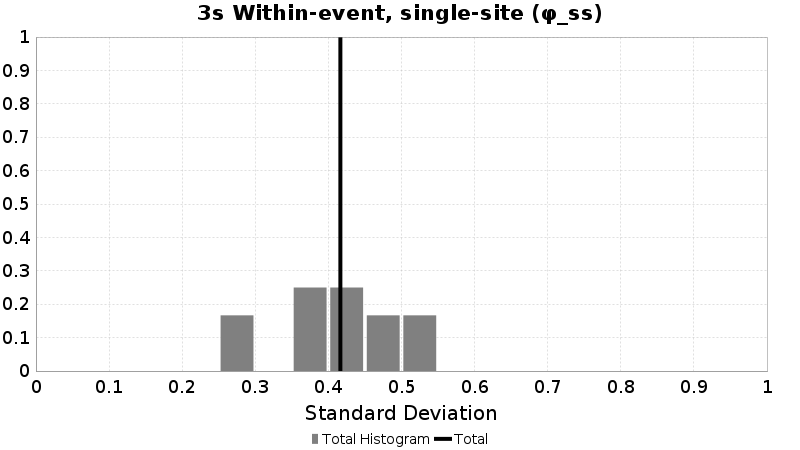 3s Within-event, single-site (φ_ss)
1
0.9
0.8
0.7
0.6
0.5
0.4
0.3
0.2
0.1
0
0 0.1 0.2 0.3 0.4 0.5 0.6 0.7 0.8 0.9 1
Standard Deviation
Total Histogram Total